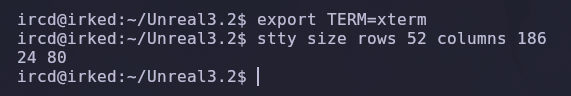 ircd@irked:~/Unreal3.2$ export TERM=xterm
ircd@irked:~/Unreal3.2$ stty size rows 52 columns 186
24 80
ircd@irked:~/Unreal3.2$